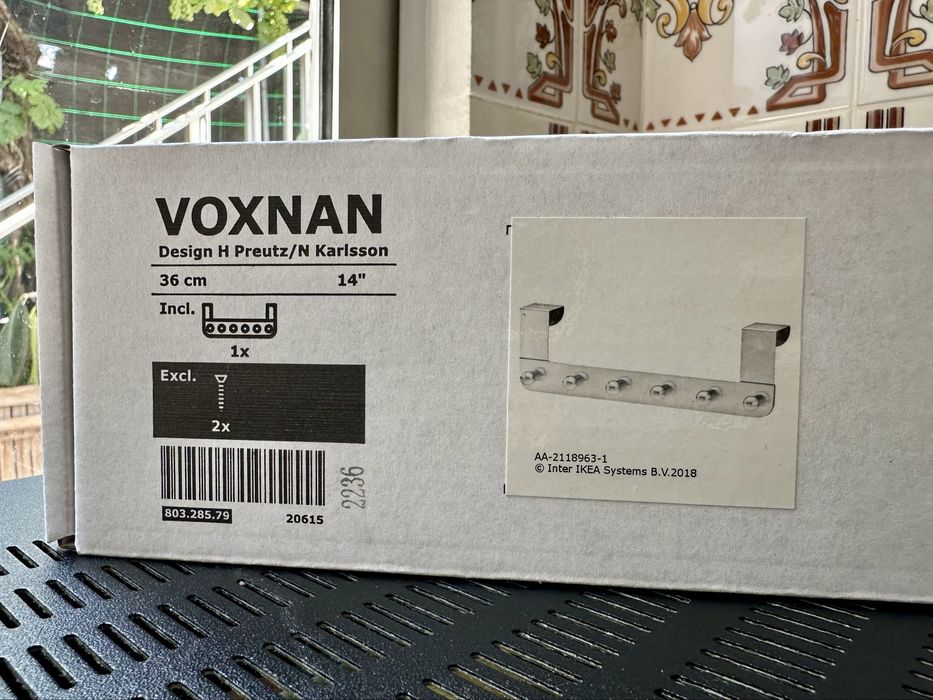 VOXNAN
Design H Preutz/N Karlsson
36 cm 14"
Incl.
1x
Excl.
2x
2236
803.285.79 20615
AA-2118963-1
© Inter IKEA Systems B.V.2018